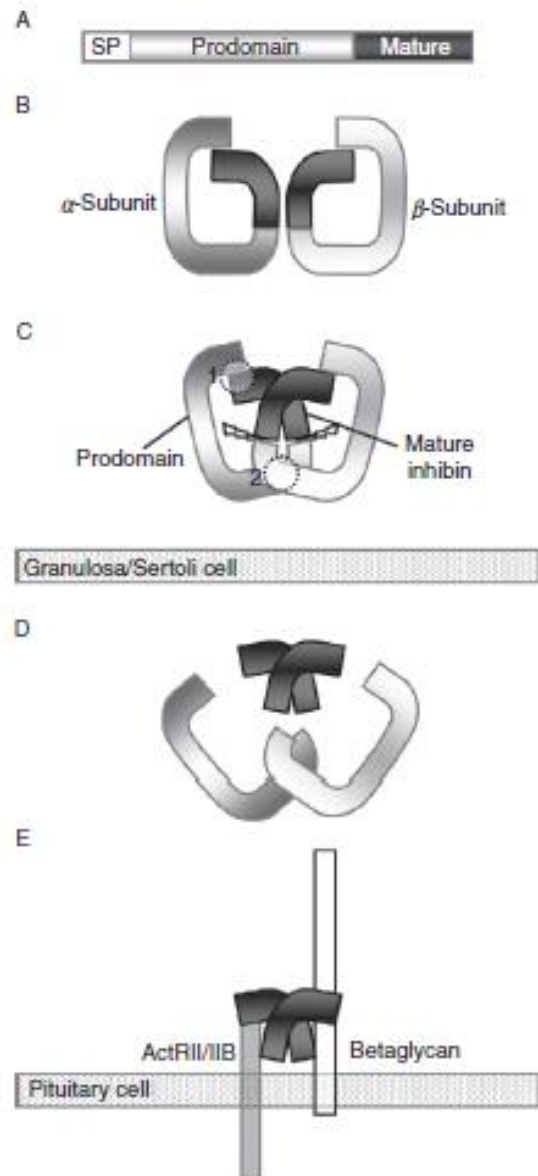 A
SP Prodomain Mature
B
α-Subunit β-Subunit
C
1
Prodomain
2
Mature
inhibin
Granulosa/Sertoli cell
D
E
ActRII/IIB Betaglycan
Pituitary cell